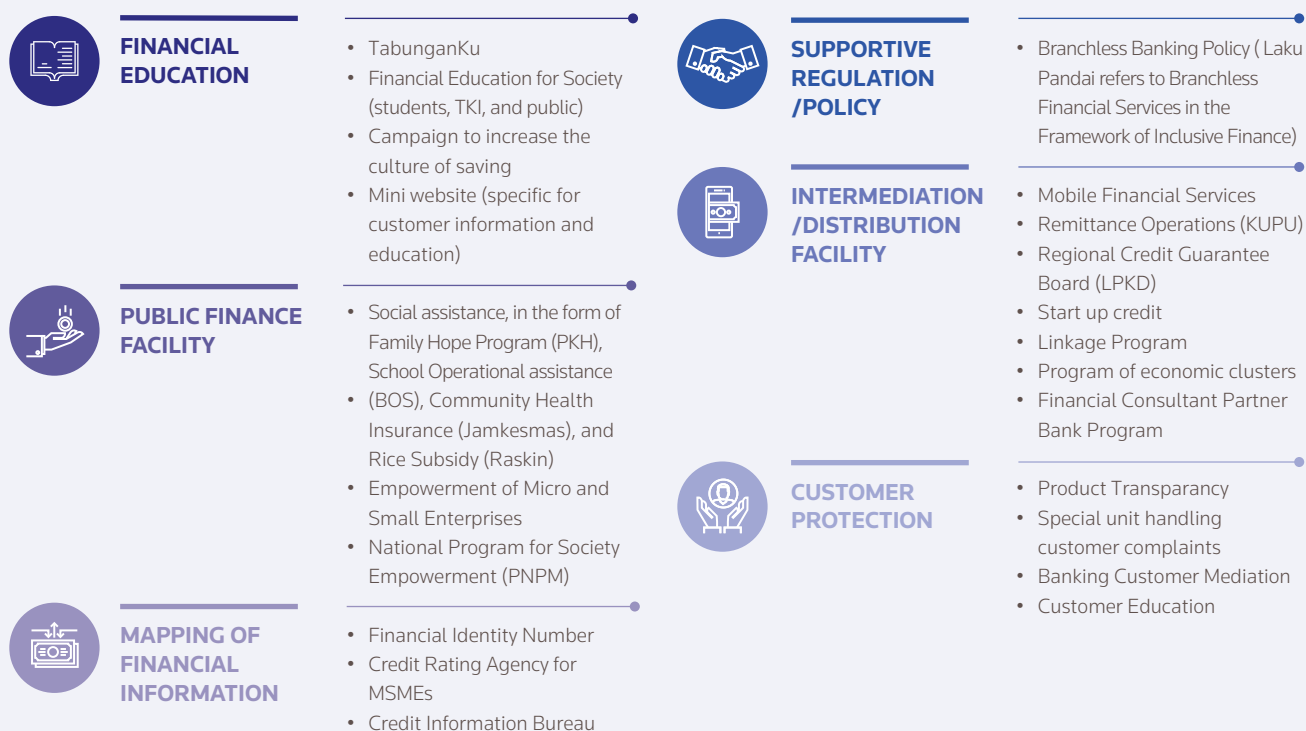 FINANCIAL
EDUCATION
• TabunganKu
• Financial Education for Society
(students, TKI, and public)
• Campaign to increase the
culture of saving
• Mini website (specific for
customer information and
education)
PUBLIC FINANCE
FACILITY
• Social assistance, in the form of
Family Hope Program (PKH),
School Operational assistance
• (BOS), Community Health
Insurance (Jamkesmas), and
Rice Subsidy (Raskin)
• Empowerment of Micro and
Small Enterprises
• National Program for Society
Empowerment (PNPM)
MAPPING OF
FINANCIAL
INFORMATION
• Financial Identity Number
• Credit Rating Agency for
MSMEs
• Credit Information Bureau
SUPPORTIVE
REGULATION
/POLICY
• Branchless Banking Policy ( Laku
Pandai refers to Branchless
Financial Services in the
Framework of Inclusive Finance)
INTERMEDIATION
/DISTRIBUTION
FACILITY
• Mobile Financial Services
• Remittance Operations (KUPU)
• Regional Credit Guarantee
Board (LPKD)
• Start up credit
• Linkage Program
• Program of economic clusters
• Financial Consultant Partner
Bank Program
CUSTOMER
PROTECTION
• Product Transparancy
• Special unit handling
customer complaints
• Banking Customer Mediation
• Customer Education